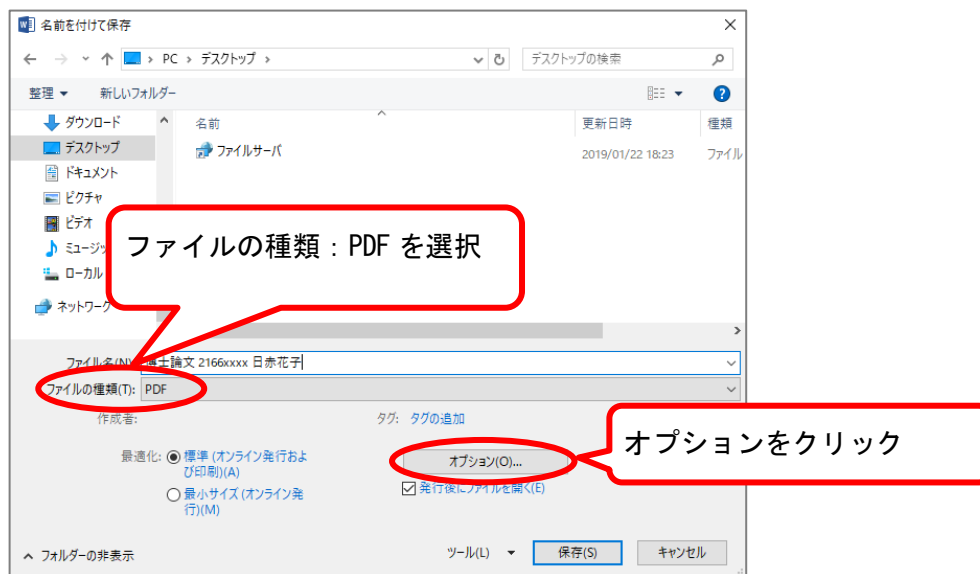 名前を付けて保存
PC › デスクトップ ›
デスクトップの検索
整理 新しいフォルダー
ダウンロード
デスクトップ
ドキュメント
ピクチャ
ビデオ
ミュージッ
ローカル
ネットワーク
名前 更新日時 種類
ファイルサーバ 2019/01/22 18:23 ファイル
ファイルの種類：PDF を選択
ファイル名(N) 博士論文 2166xxxx 日赤花子
ファイルの種類(T): PDF
作成者: タグ: タグの追加
最適化: 標準 (オンライン発行およ
び印刷)(A)
最小サイズ (オンライン発
行)(M)
オプション(O)...
発行後にファイルを開く(E)
オプションをクリック
フォルダーの非表示 ツール(L) 保存(S) キャンセル